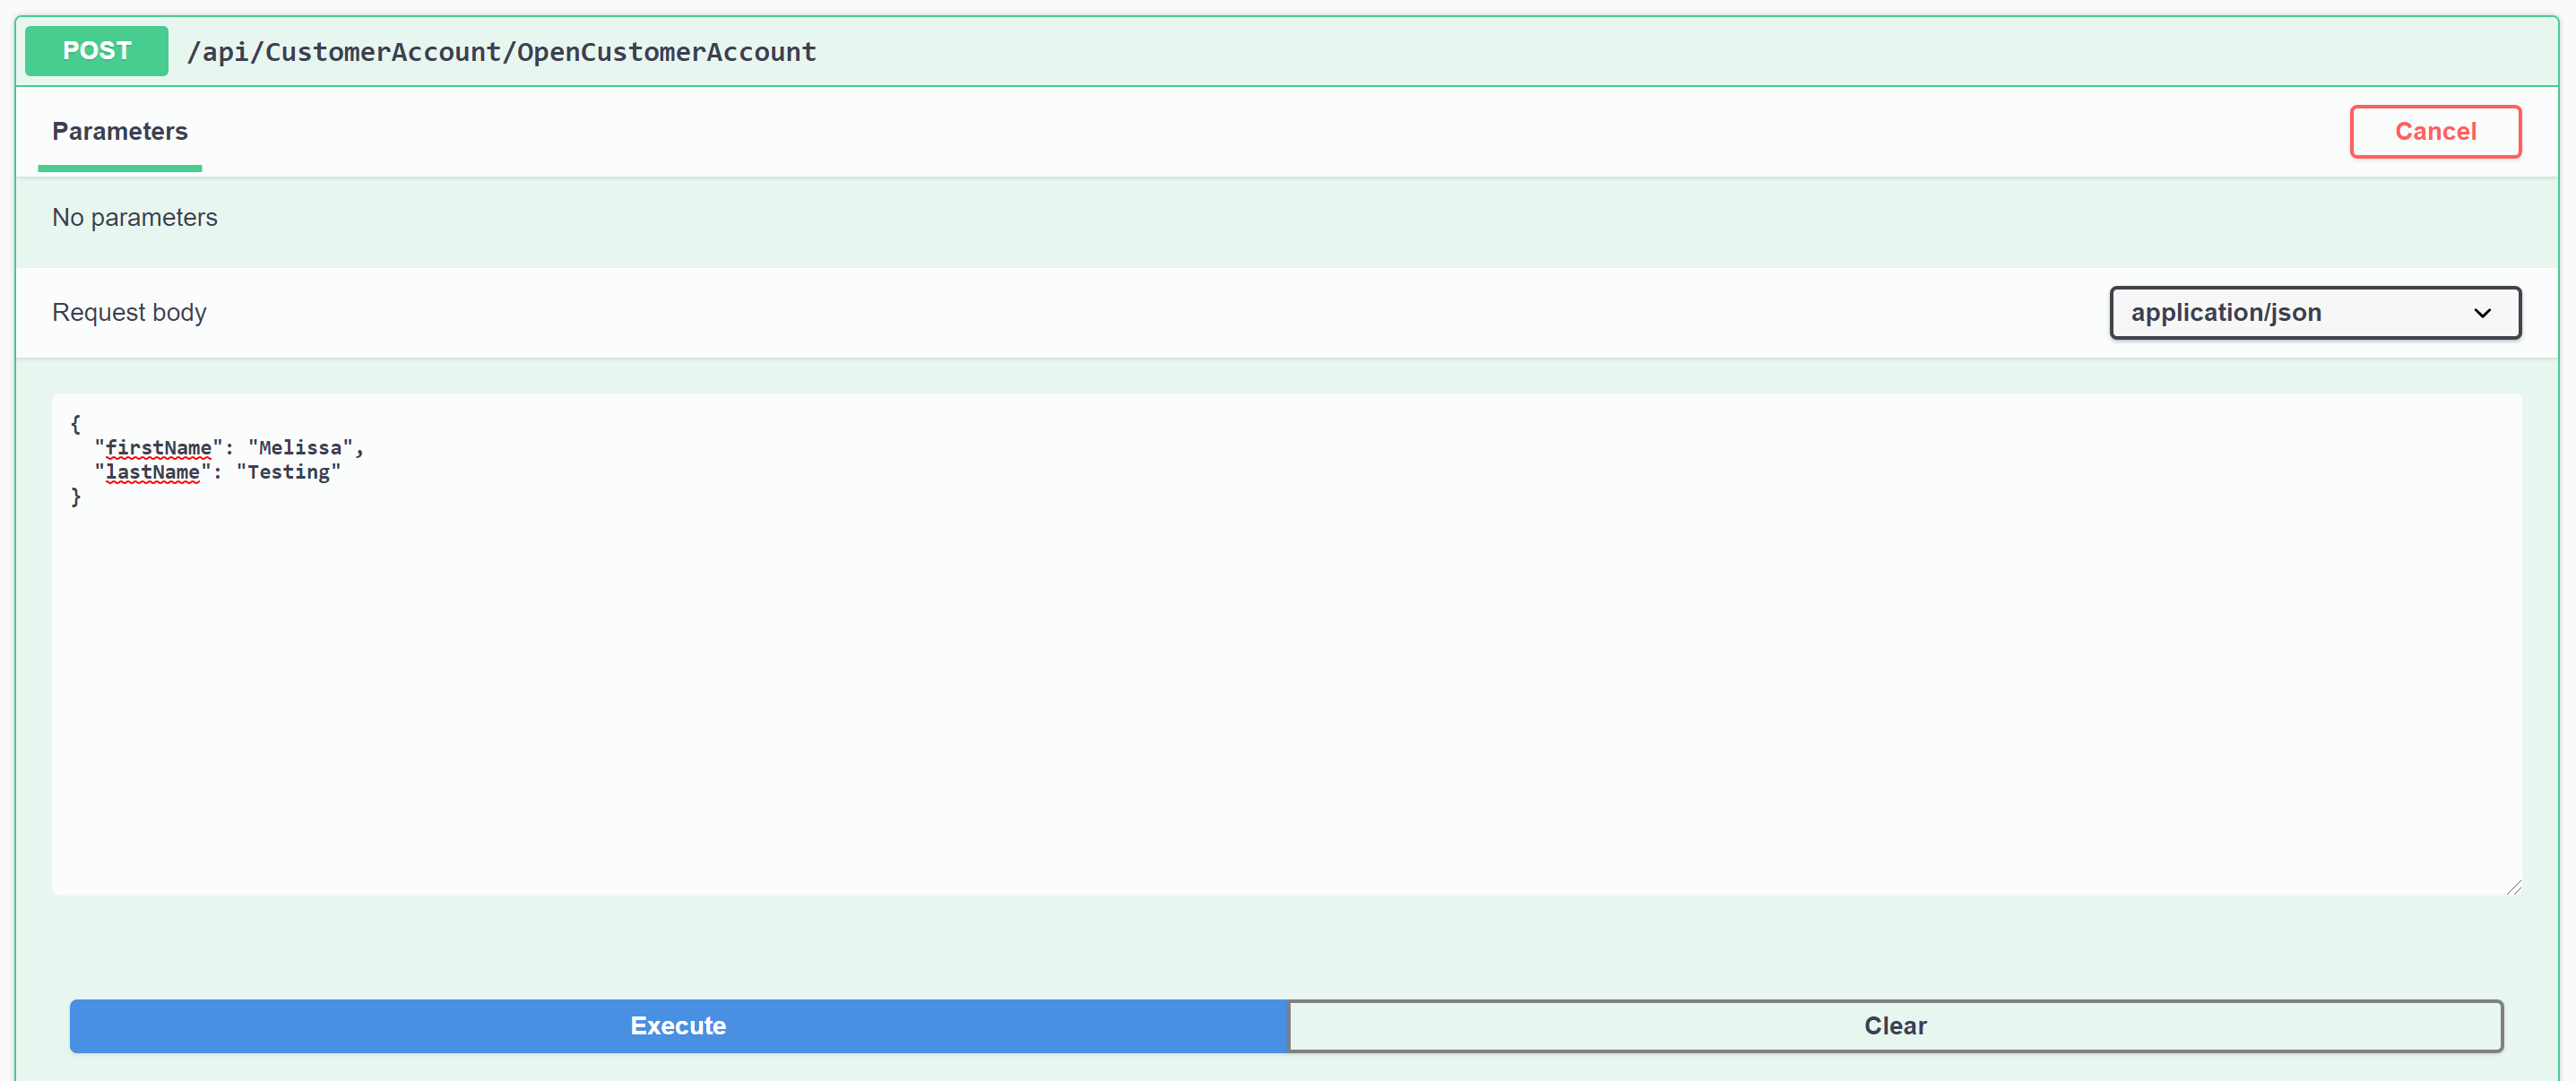 POST /api/CustomerAccount/OpenCustomerAccount
Parameters
Cancel
No parameters
Request body
application/json
{
  "firstName": "Melissa",
  "lastName": "Testing"
}
Execute
Clear